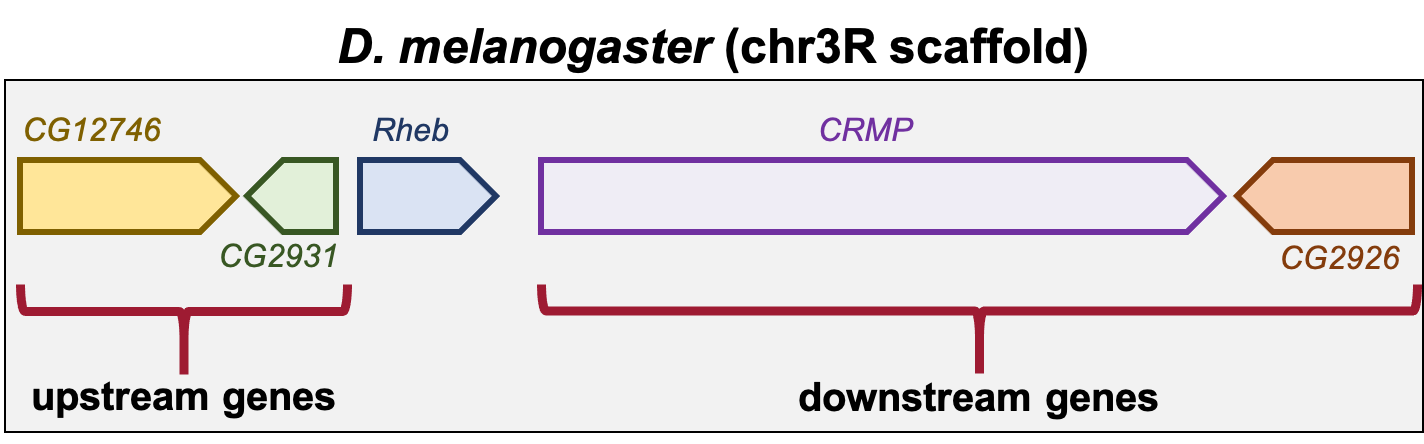 D. melanogaster (chr3R scaffold)
CG12746
Rheb
CRMP
CG2931
CG2926
upstream genes
downstream genes